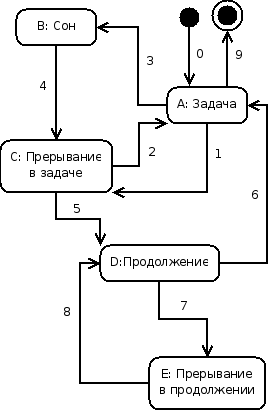 B: Сон
0
9
3
4
A: Задача
C: Прерывание
в задаче
2
1
5
6
D:Продолжение
8
7
E: Прерывание
в продолжении